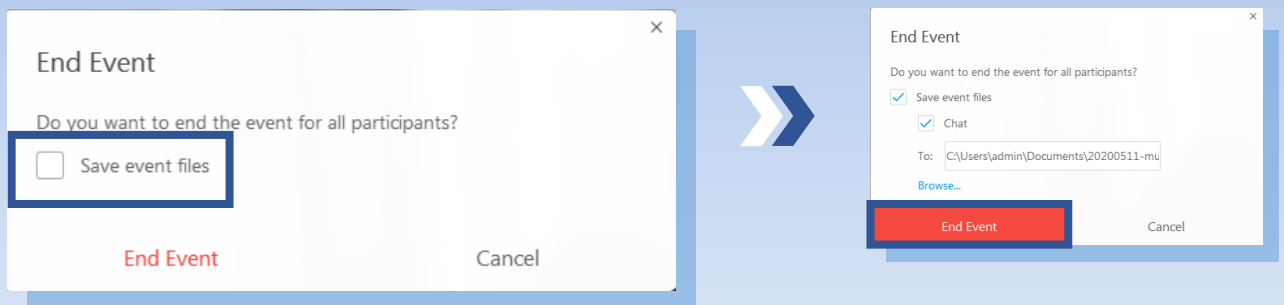 End Event
Do you want to end the event for all participants?
Save event files
End Event Cancel
End Event
Do you want to end the event for all participants?
Save event files
Chat
To: C:\Users\admin\Documents\20200511-mu
Browse...
End Event Cancel